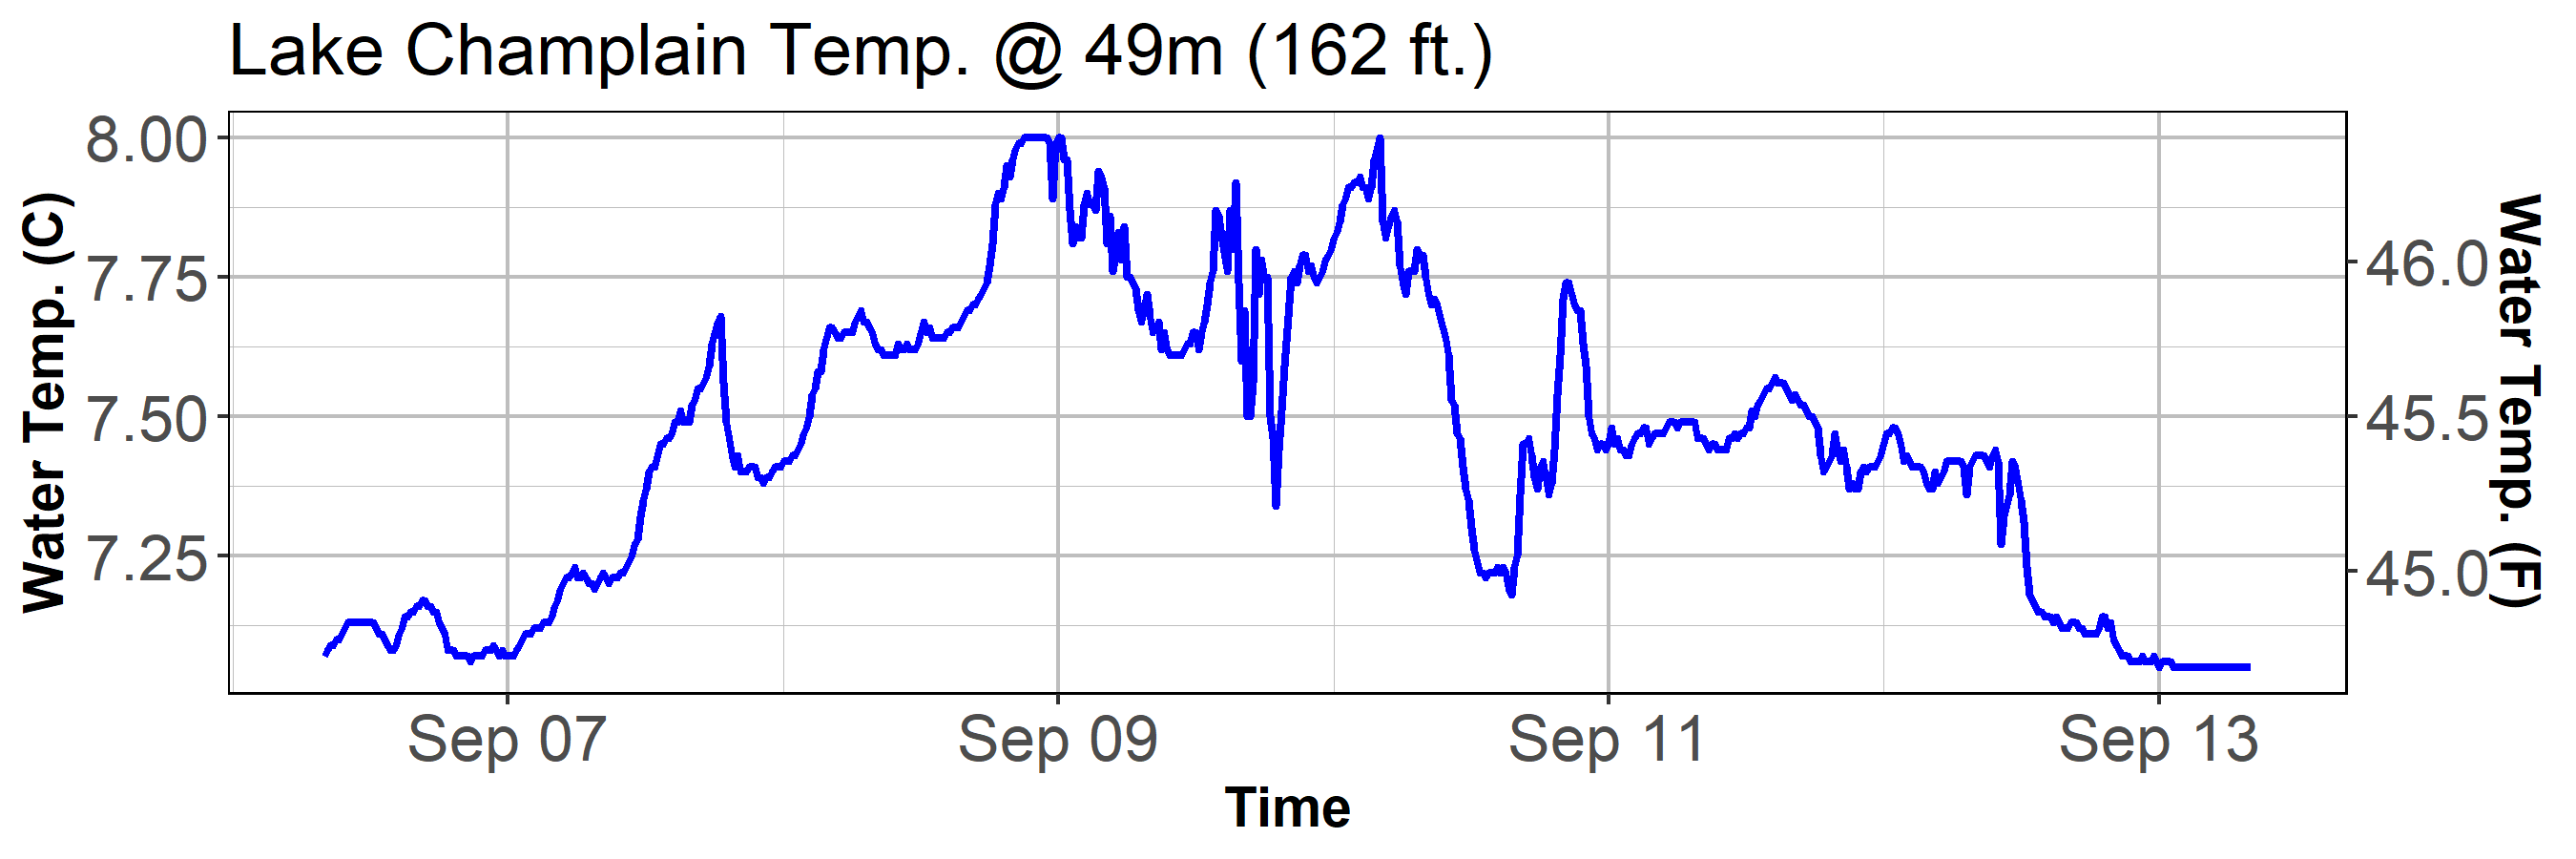 Lake Champlain Temp. @ 49m (162 ft.)
Water Temp. (C)
8.00
7.75
7.50
7.25
Water Temp. (F)
46.0
45.5
45.0
Sep 07
Sep 09
Sep 11
Sep 13
Time